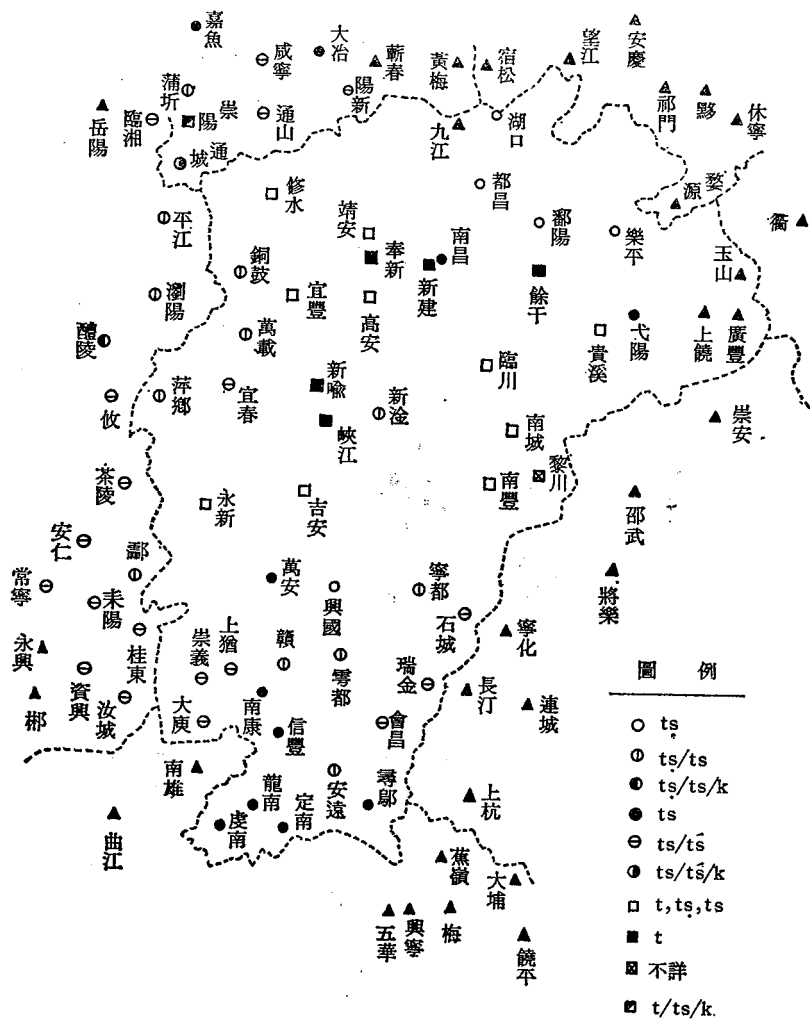 嘉魚
咸寧
大冶
蘄春
黃梅
宿松
望江
安慶
蒲圻
陽新
祁門
黟
休寧
岳陽
臨湘
崇陽
通山
九江
湖口
通城
修水
都昌
婺源
平江
靖安
南昌
鄱陽
樂平
衢
銅鼓
奉新
新建
餘干
玉山
瀏陽
宜豐
高安
弋陽
上饒
廣豐
醴陵
萬載
貴溪
臨川
新喻
攸
萍鄉
宜春
新淦
峽江
南城
崇安
茶陵
黎川
永新
吉安
南豐
邵武
安仁
酃
萬安
寧都
將樂
常寧
耒陽
興國
石城
寧化
永興
桂東
崇義
上猶
贛
雩都
瑞金
資興
長汀
連城
郴
汝城
大庾
南康
信豐
會昌
南雄
龍南
定南
安遠
尋鄔
上杭
曲江
虔南
蕉嶺
大埔
五華
興寧
梅
饒平
圖 例
tṣ
tṣ/ts
tṣ/ts/k
ts
ts/tš
ts/tš/k
t,tṣ,ts
t
不詳
t/ts/k